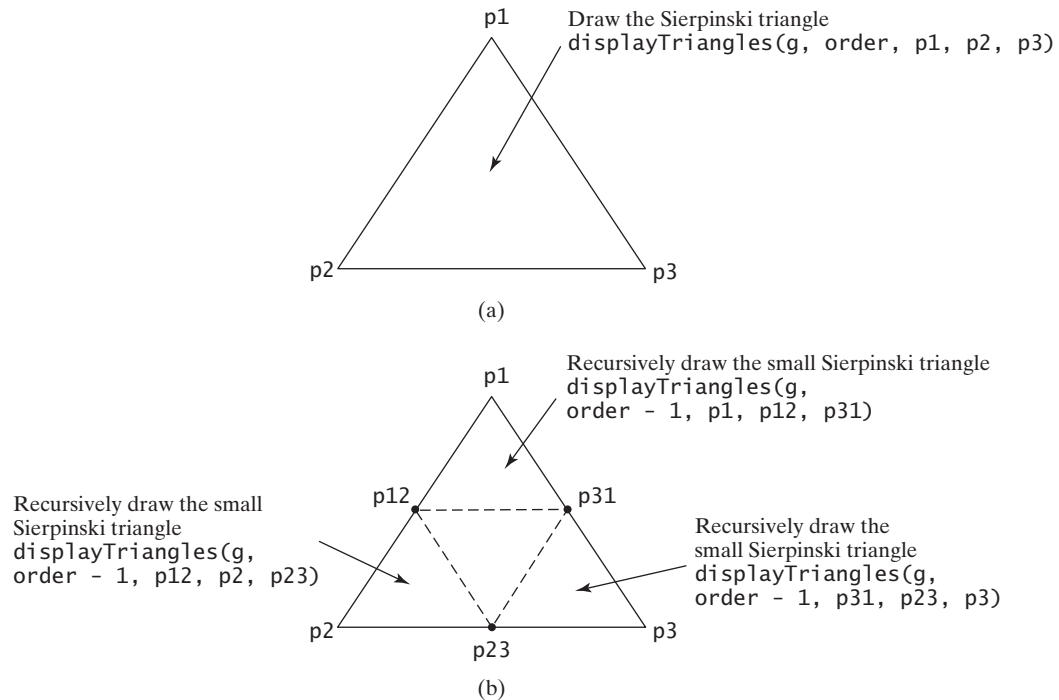 p1
Draw the Sierpinski triangle
displayTriangles(g, order, p1, p2, p3)
p2
p3
(a)
Recursively draw the small Sierpinski triangle
displayTriangles(g,
order - 1, p1, p12, p31)
p1
p12
p31
Recursively draw the small
Sierpinski triangle
displayTriangles(g,
order - 1, p12, p2, p23)
Recursively draw the
small Sierpinski triangle
displayTriangles(g,
order - 1, p31, p23, p3)
p2
p23
p3
(b)